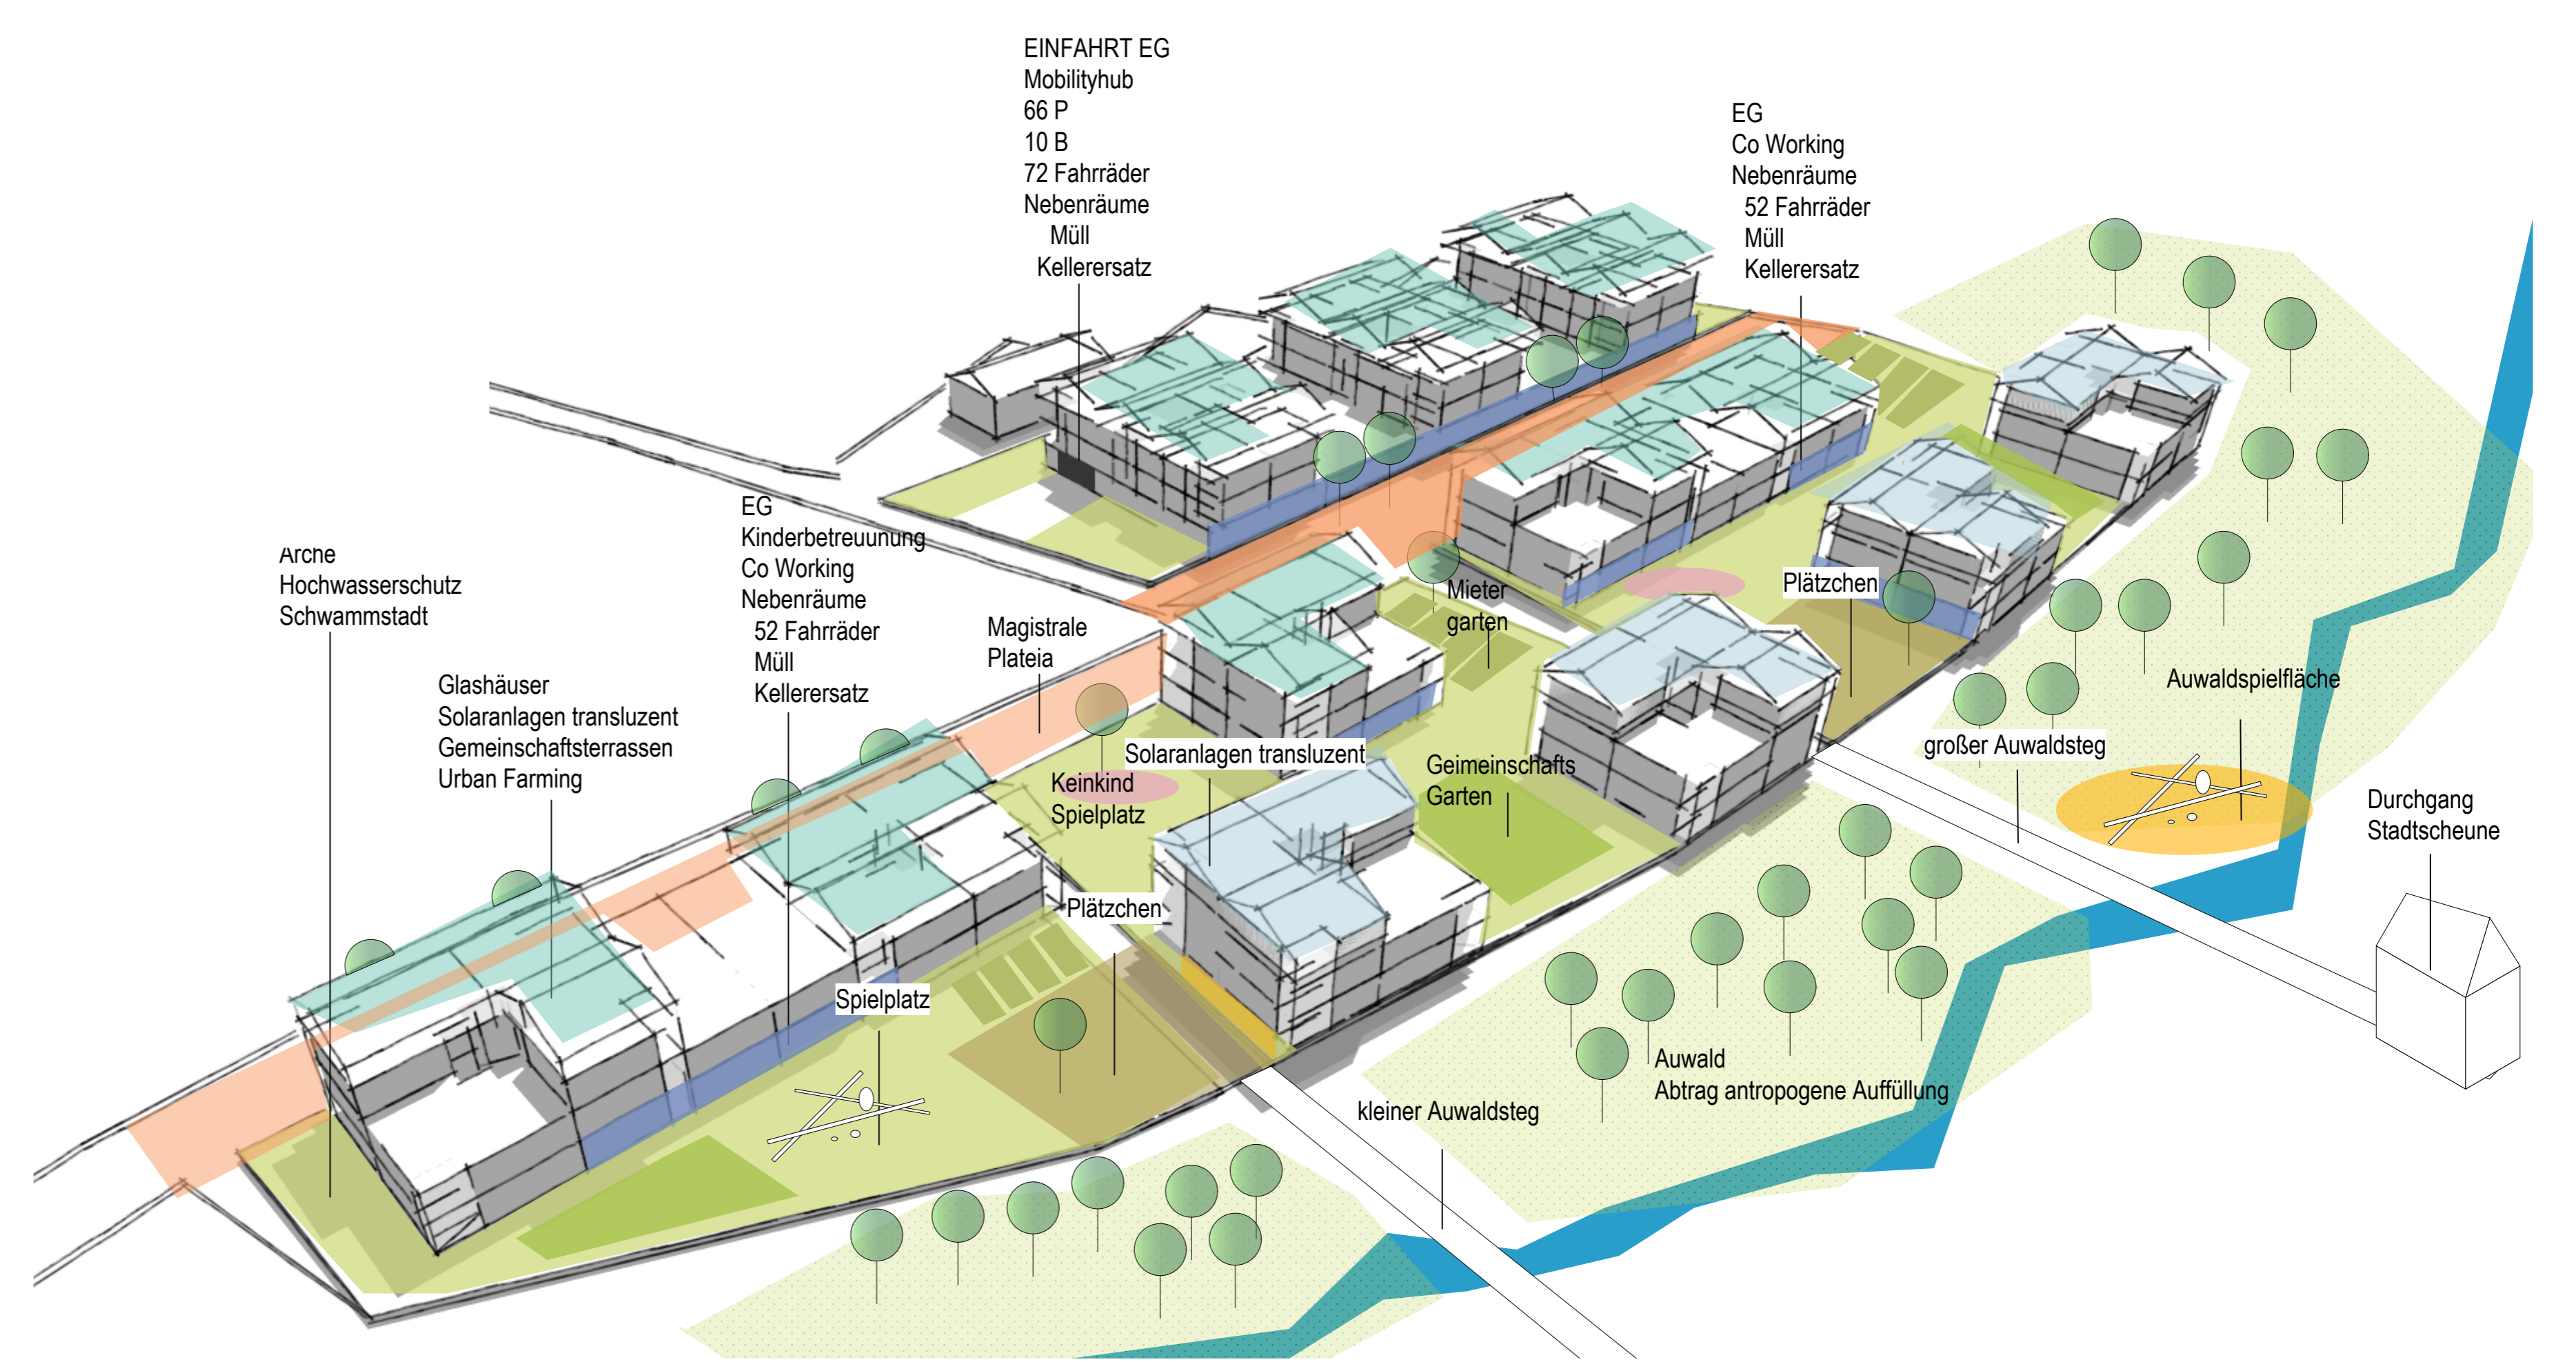 EINFAHRT EG
Mobilityhub
66 P
10 B
72 Fahrräder
Nebenräume
Müll
Kellerersatz
EG
Co Working
Nebenräume
52 Fahrräder
Müll
Kellerersatz
EG
Kinderbetreuunung
Co Working
Nebenräume
52 Fahrräder
Müll
Kellerersatz
Arche
Hochwasserschutz
Schwammstadt
Glashäuser
Solaranlagen transluzent
Gemeinschaftsterrassen
Urban Farming
Magistrale
Plateia
Mieter
garten
Plätzchen
Auwaldspielfläche
großer Auwaldsteg
Solaranlagen transluzent
Keinkind
Spielplatz
Geimeinschafts
Garten
Durchgang
Stadtscheune
Plätzchen
Spielplatz
Auwald
Abtrag antropogene Auffüllung
kleiner Auwaldsteg